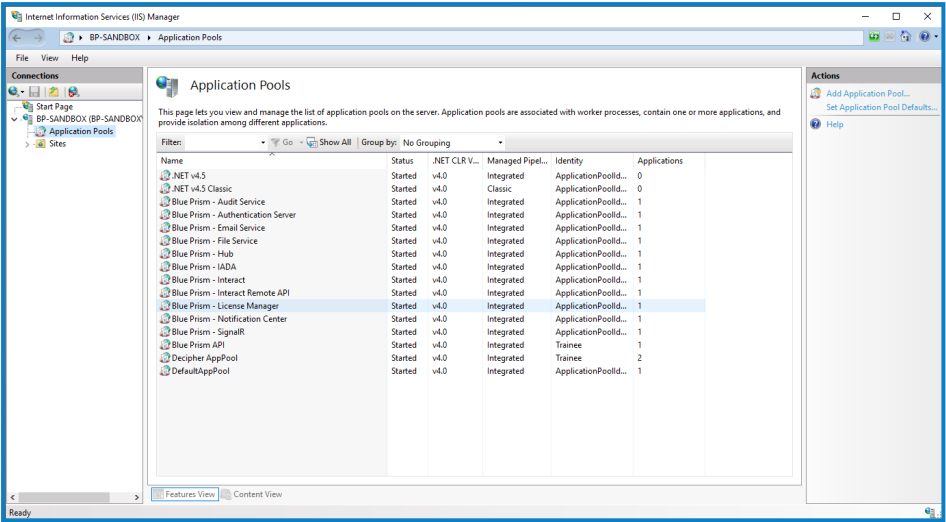 Internet Information Services (IIS) Manager
BP-SANDBOX Application Pools
File View Help
Connections
Start Page
BP-SANDBOX (BP-SANDBOX\
Application Pools
Sites
Application Pools
This page lets you view and manage the list of application pools on the server. Application pools are associated with worker processes, contain one or more applications, and
provide isolation among different applications.
Filter: Go Show All Group by: No Grouping
Name Status .NET CLR V... Managed Pipel... Identity Applications
.NET v4.5 Started v4.0 Integrated ApplicationPoolId... 0
.NET v4.5 Classic Started v4.0 Classic ApplicationPoolId... 0
Blue Prism - Audit Service Started v4.0 Integrated ApplicationPoolId... 1
Blue Prism - Authentication Server Started v4.0 Integrated ApplicationPoolId... 1
Blue Prism - Email Service Started v4.0 Integrated ApplicationPoolId... 1
Blue Prism - File Service Started v4.0 Integrated ApplicationPoolId... 1
Blue Prism - Hub Started v4.0 Integrated ApplicationPoolId... 1
Blue Prism - IADA Started v4.0 Integrated ApplicationPoolId... 1
Blue Prism - Interact Started v4.0 Integrated ApplicationPoolId... 1
Blue Prism - Interact Remote API Started v4.0 Integrated ApplicationPoolId... 1
Blue Prism - License Manager Started v4.0 Integrated ApplicationPoolId... 1
Blue Prism - Notification Center Started v4.0 Integrated ApplicationPoolId... 1
Blue Prism - SignalR Started v4.0 Integrated ApplicationPoolId... 1
Blue Prism API Started v4.0 Integrated Trainee 1
Decipher AppPool Started v4.0 Integrated Trainee 2
DefaultAppPool Started v4.0 Integrated ApplicationPoolId... 1
Features View Content View
Actions
Add Application Pool...
Set Application Pool Defaults...
Help
Ready